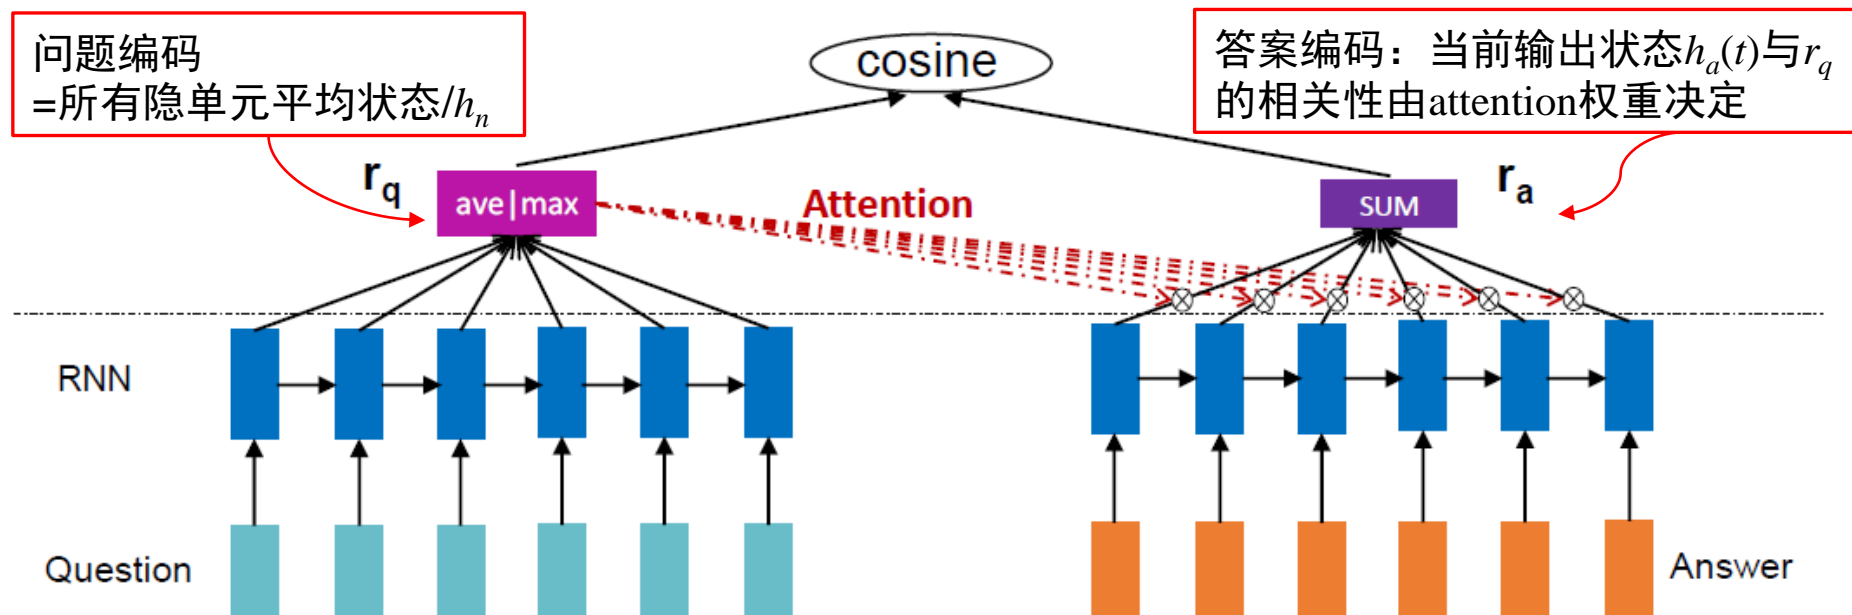 问题编码
=所有隐单元平均状态/hn
cosine
答案编码：当前输出状态ha(t)与rq
的相关性由attention权重决定
rq
ave|max
Attention
SUM
ra
RNN
Question
Answer